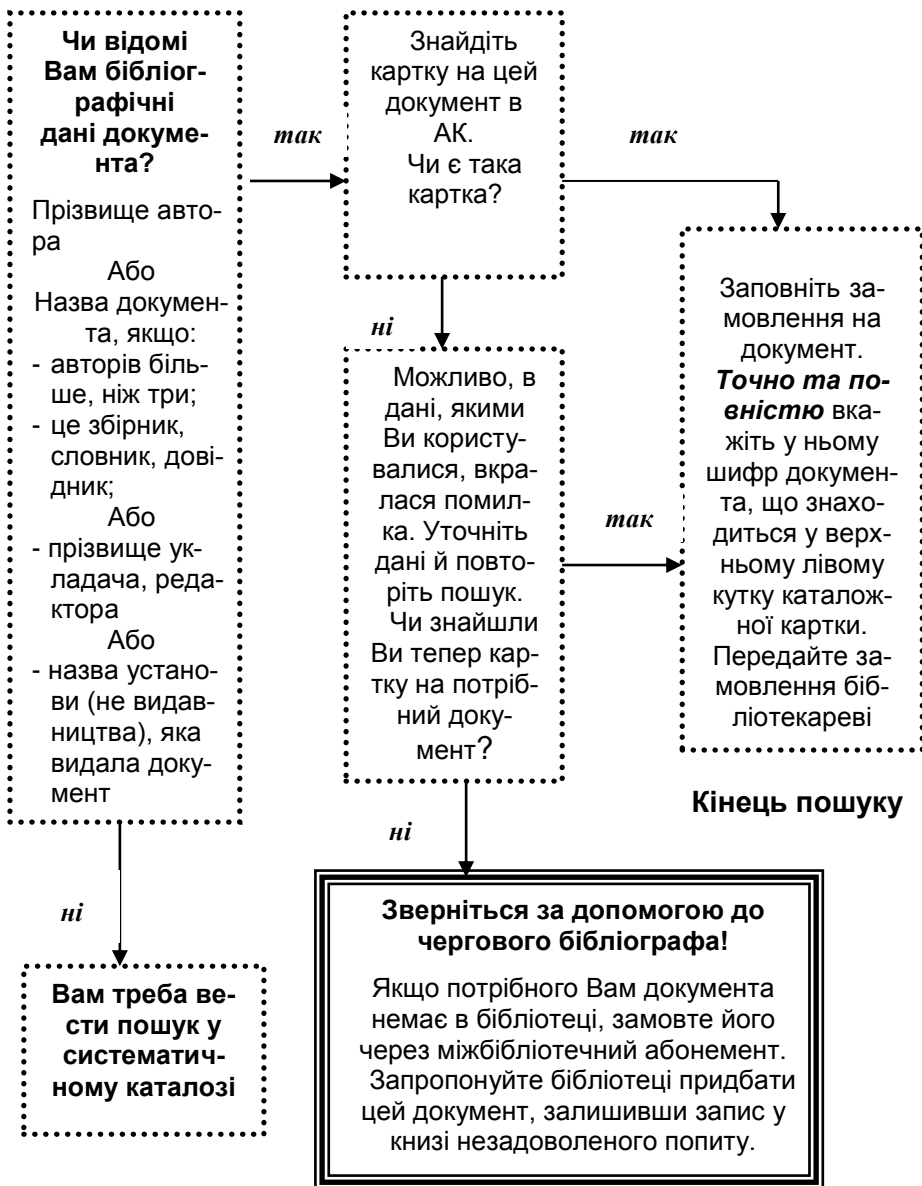 Чи відомі
Вам бібліог-
рафічні
дані докуме-
нта?
Прізвище авто-
ра
Або
Назва докумен-
та, якщо:
- авторів біль-
ше, ніж три;
- це збірник,
словник, довід-
ник;
Або
- прізвище ук-
ладача, реда-
ктора
Або
- назва устано-
ви (не видав-
ництва), яка
видала доку-
мент
так
Знайдіть
картку на цей
документ в
АК.
Чи є така
картка?
так
ні
Можливо, в
дані, якими
Ви користу-
валися, вкра-
лася помил-
ка. Уточніть
дані й повто-
ріть пошук.
Чи знайшли
Ви тепер кар-
тку на потріб-
ний доку-
мент?
так
Заповніть за-
мовлення на
документ.
Точно та по-
вністю вка-
жіть у ньому
шифр докумен-
та, що знахо-
диться у верх-
ньому лівому
кутку каталож-
ної картки.
Передайте за-
мовлення біб-
ліотекареві
Кінець пошуку
ні
Вам треба ве-
сти пошук у
системати-
чному каталозі
ні
Зверніться за допомогою до
чергового бібліографа!
Якщо потрібного Вам документа
немає в бібліотеці, замовте його
через міжбібліотечний абонемент.
Запропонуйте бібліотеці придбати
цей документ, залишивши запис у
книзі незадоволеного попиту.